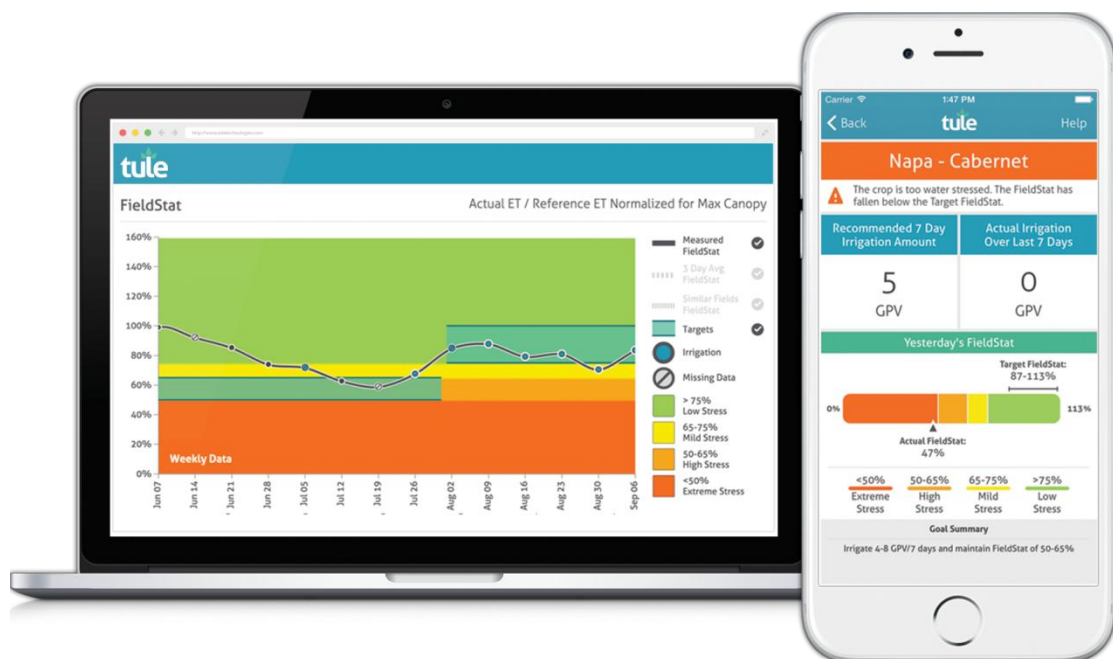 http://www.tuletechnologies.com
tule
FieldStat
Actual ET / Reference ET Normalized for Max Canopy
160%
140%
120%
100%
80%
60%
40%
20%
0%
Weekly Data
Jun 07
Jun 14
Jun 21
Jun 28
Jul 05
Jul 12
Jul 19
Jul 26
Aug 02
Aug 09
Aug 16
Aug 23
Aug 30
Sep 06
Measured
FieldStat
3 Day Avg
FieldStat
Similar Fields
FieldStat
Targets
Irrigation
Missing Data
> 75%
Low Stress
65-75%
Mild Stress
50-65%
High Stress
<50%
Extreme Stress
Carrier 1:47 PM
Back tule Help
Napa - Cabernet
The crop is too water stressed. The FieldStat has
fallen below the Target FieldStat.
Recommended 7 Day
Irrigation Amount
Actual Irrigation
Over Last 7 Days
5
GPV
0
GPV
Yesterday's FieldStat
Target FieldStat:
87-113%
0% 113%
Actual FieldStat:
47%
<50% 50-65% 65-75% >75%
Extreme High Mild Low
Stress Stress Stress Stress
Goal Summary
Irrigate 4-8 GPV/7 days and maintain FieldStat of 50-65%